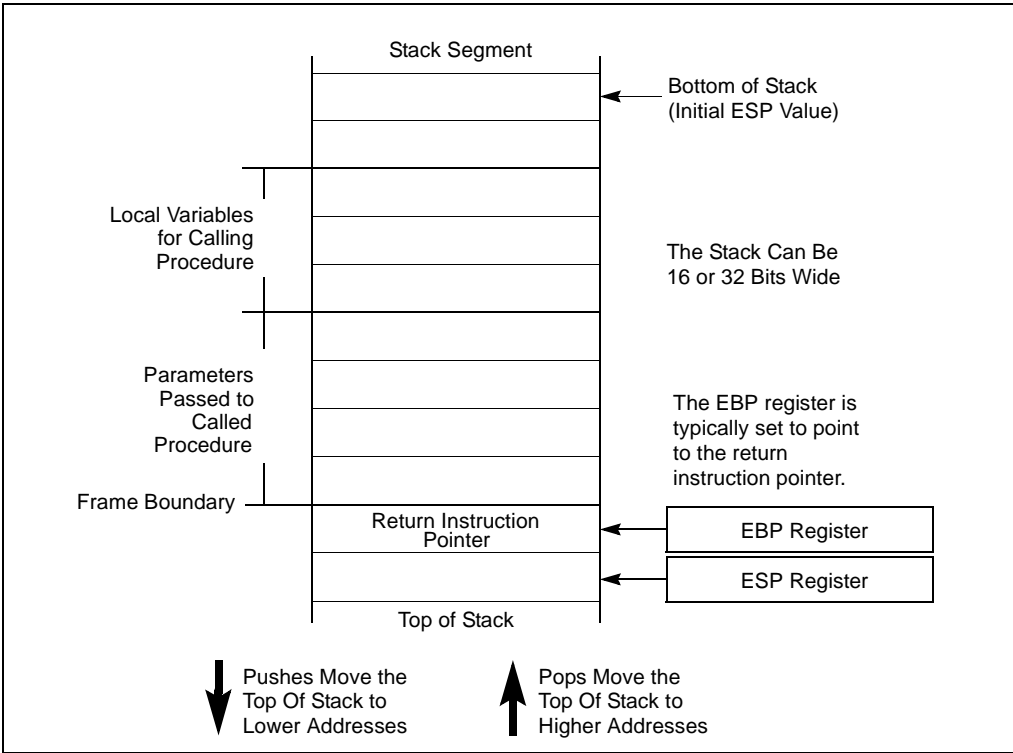 Stack Segment
Bottom of Stack
(Initial ESP Value)
Local Variables
for Calling
Procedure
The Stack Can Be
16 or 32 Bits Wide
Parameters
Passed to
Called
Procedure
The EBP register is
typically set to point
to the return
instruction pointer.
Frame Boundary
Return Instruction
Pointer
EBP Register
ESP Register
Top of Stack
Pushes Move the
Top Of Stack to
Lower Addresses
Pops Move the
Top Of Stack to
Higher Addresses